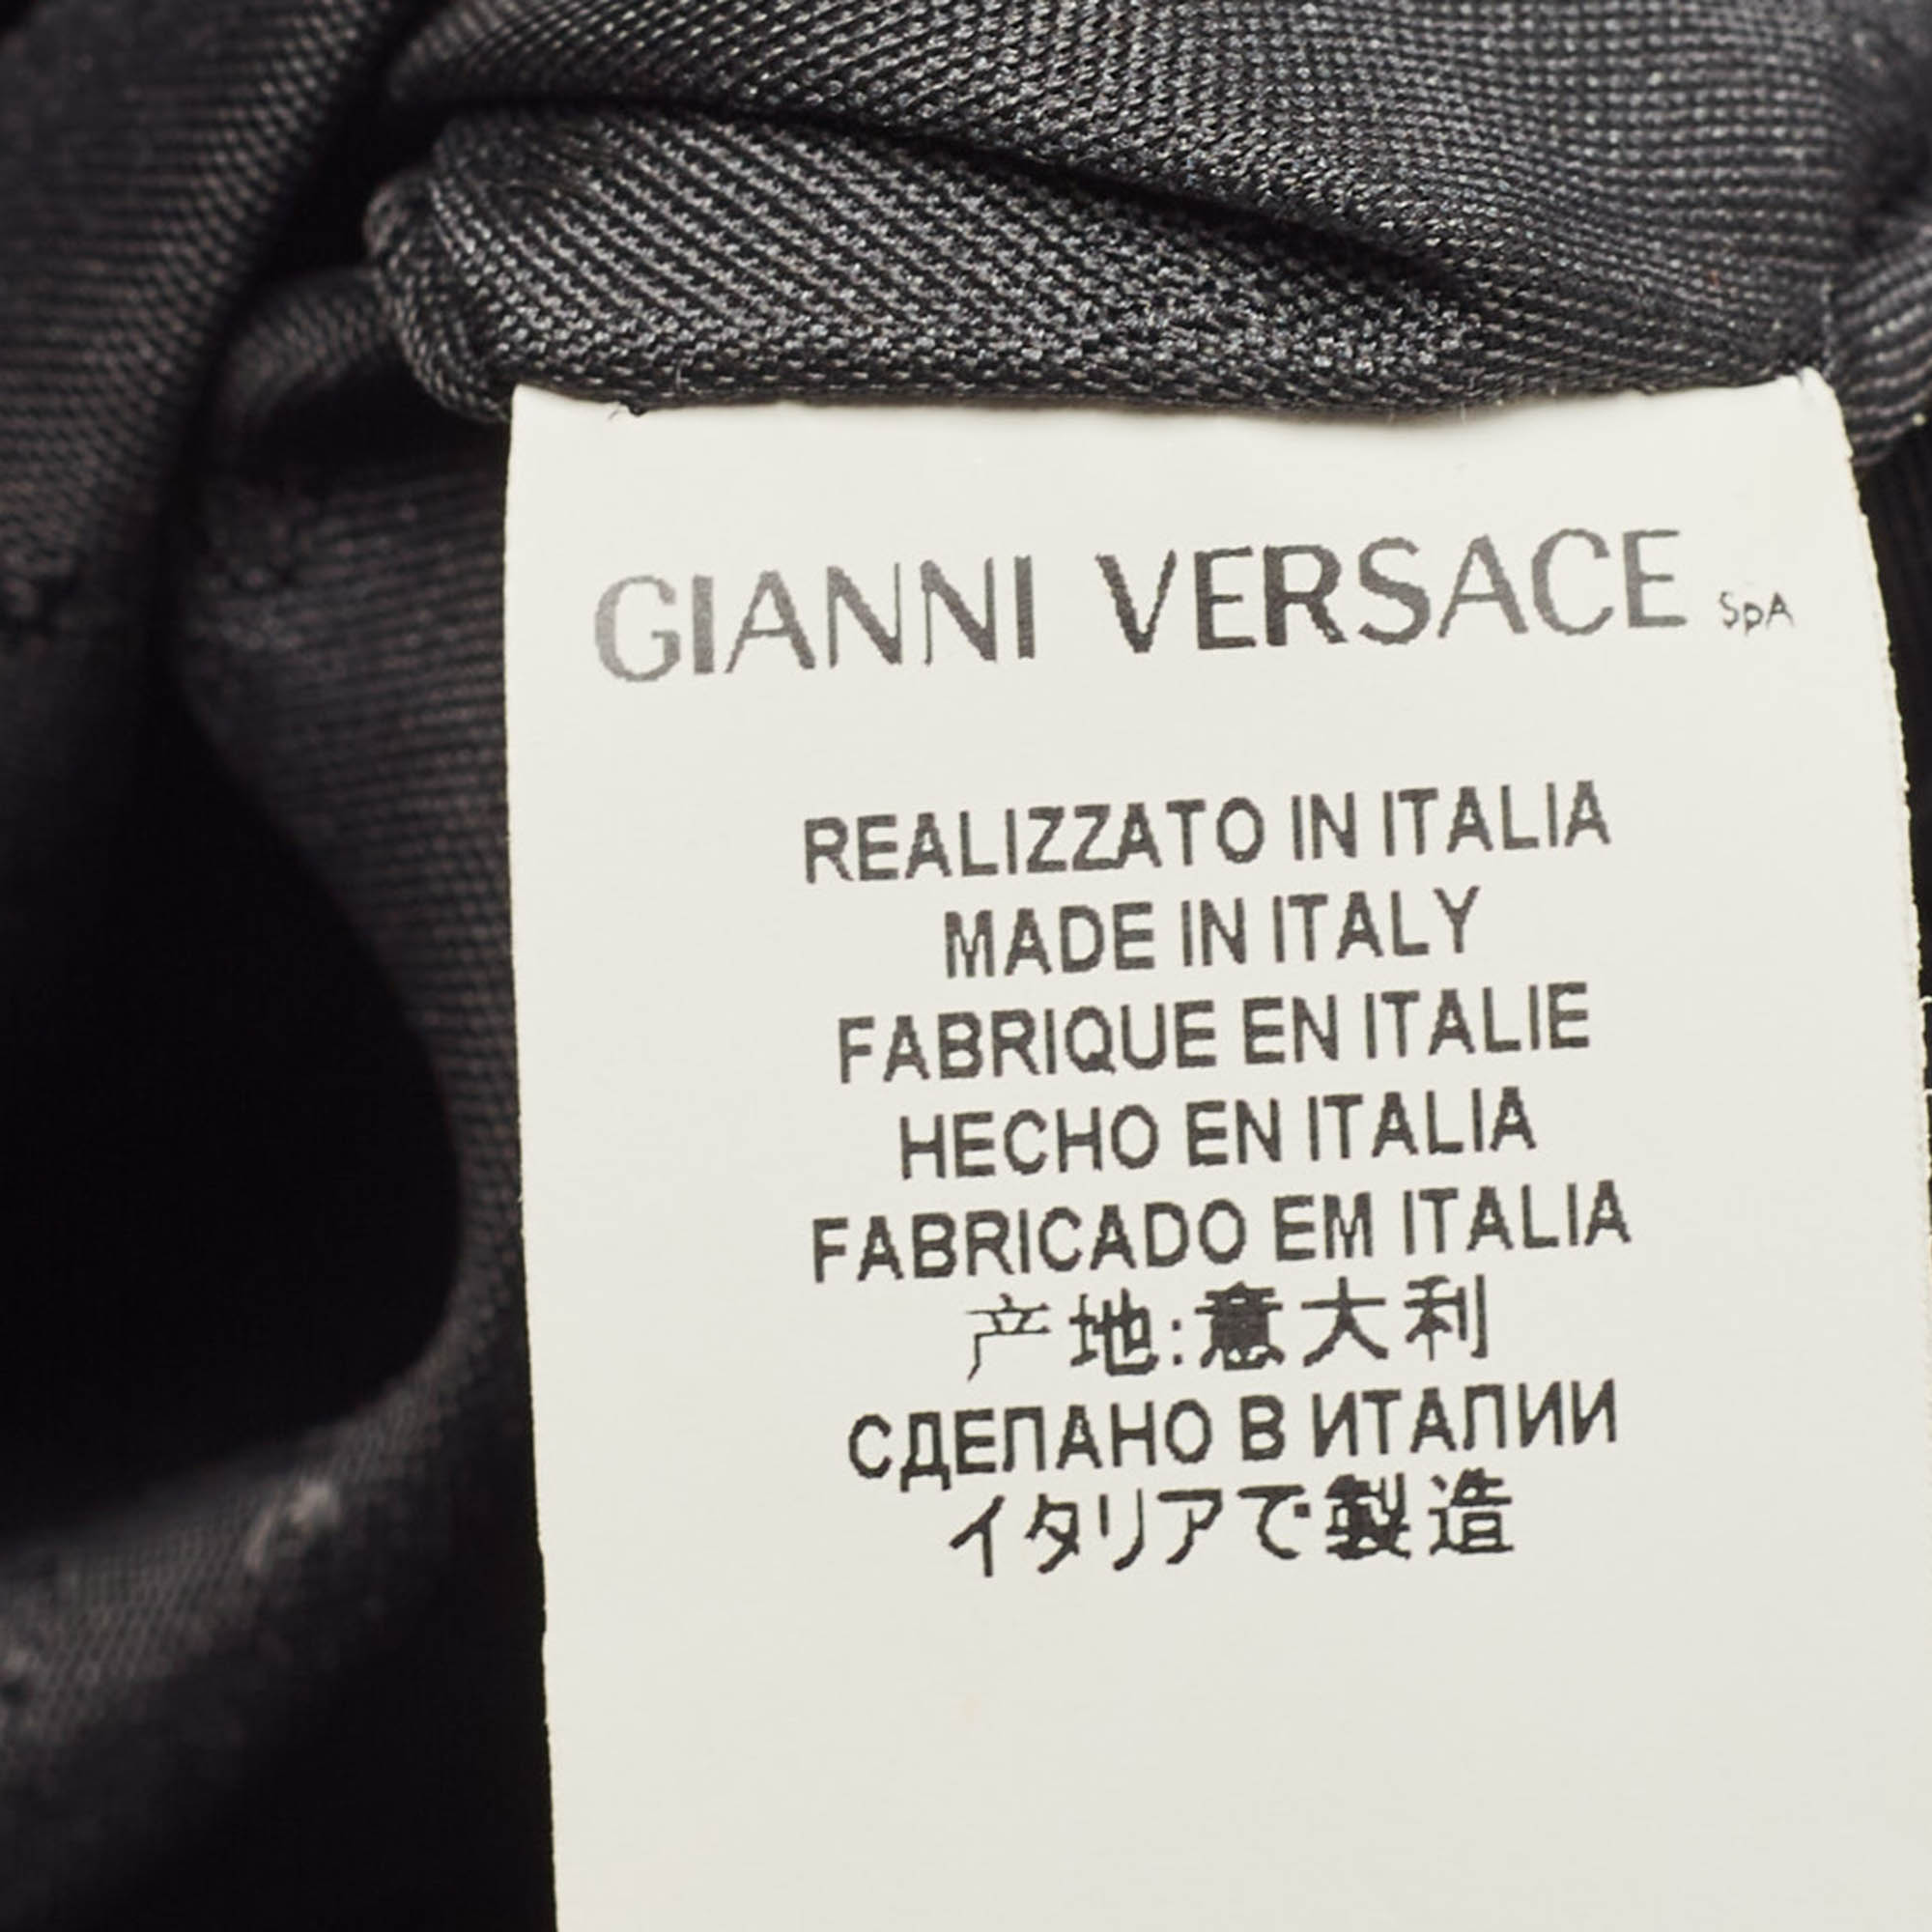 GIANNI VERSACE SpA
REALIZZATO IN ITALIA
MADE IN ITALY
FABRIQUE EN ITALIE
HECHO EN ITALIA
FABRICADO EM ITALIA
产地:意大利
СДЕПАНО В ИТАПИИ
イタリアで製造